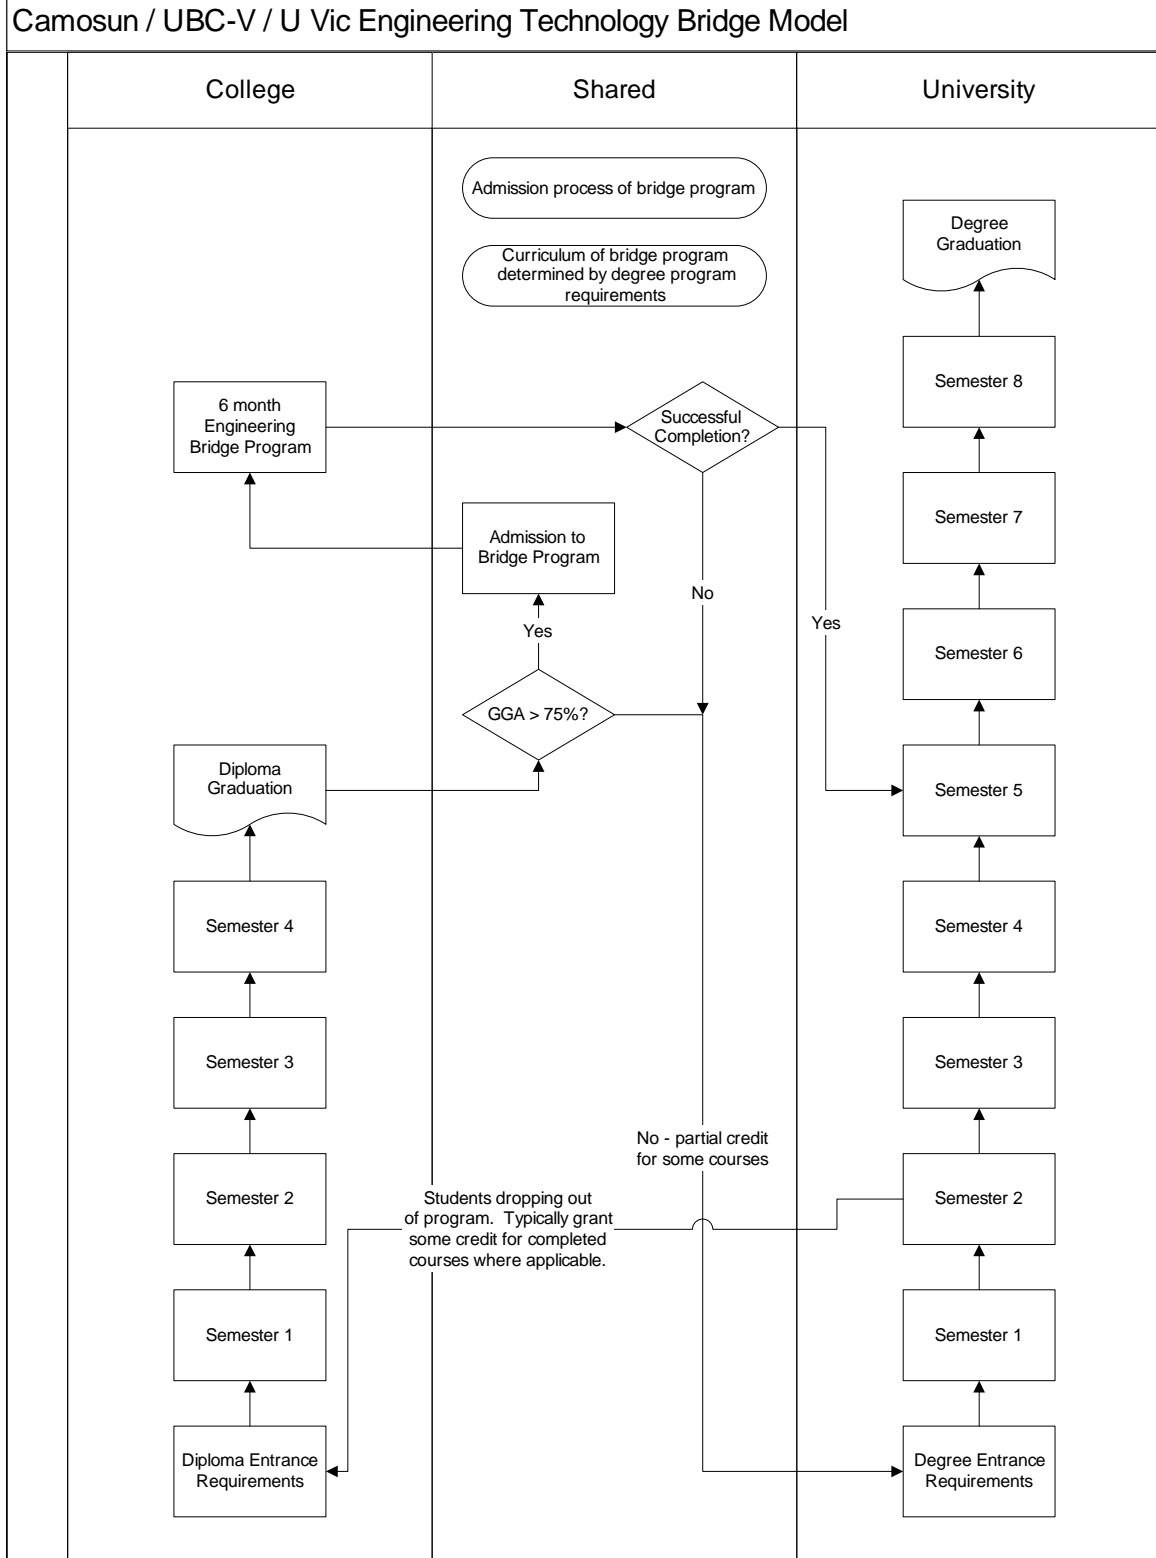 Camosun / UBC-V / U Vic Engineering Technology Bridge Model
College
Shared
University
Admission process of bridge program
Curriculum of bridge program
determined by degree program
requirements
Degree
Graduation
Semester 8
6 month
Engineering
Bridge Program
Successful
Completion?
Semester 7
Admission to
Bridge Program
No
Yes
Yes
Semester 6
GGA > 75%?
Diploma
Graduation
Semester 5
Semester 4
Semester 4
Semester 3
Semester 3
No - partial credit
for some courses
Semester 2
Students dropping out
of program.  Typically grant
some credit for completed
courses where applicable.
Semester 2
Semester 1
Semester 1
Diploma Entrance
Requirements
Degree Entrance
Requirements